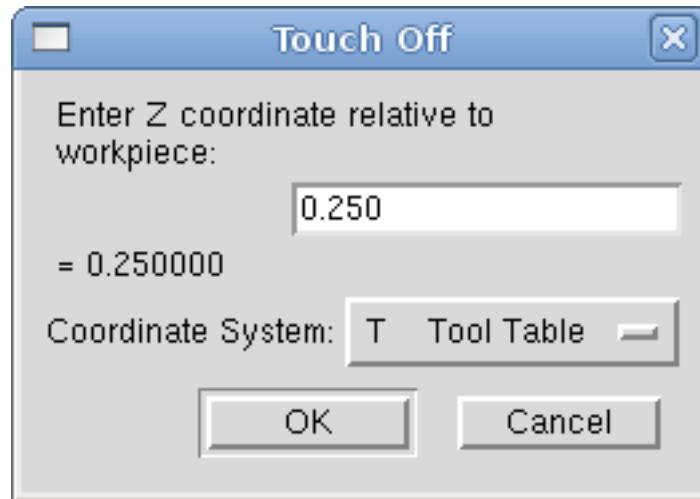 Touch Off
Enter Z coordinate relative to
workpiece:
0.250
= 0.250000
Coordinate System: T Tool Table
OK Cancel